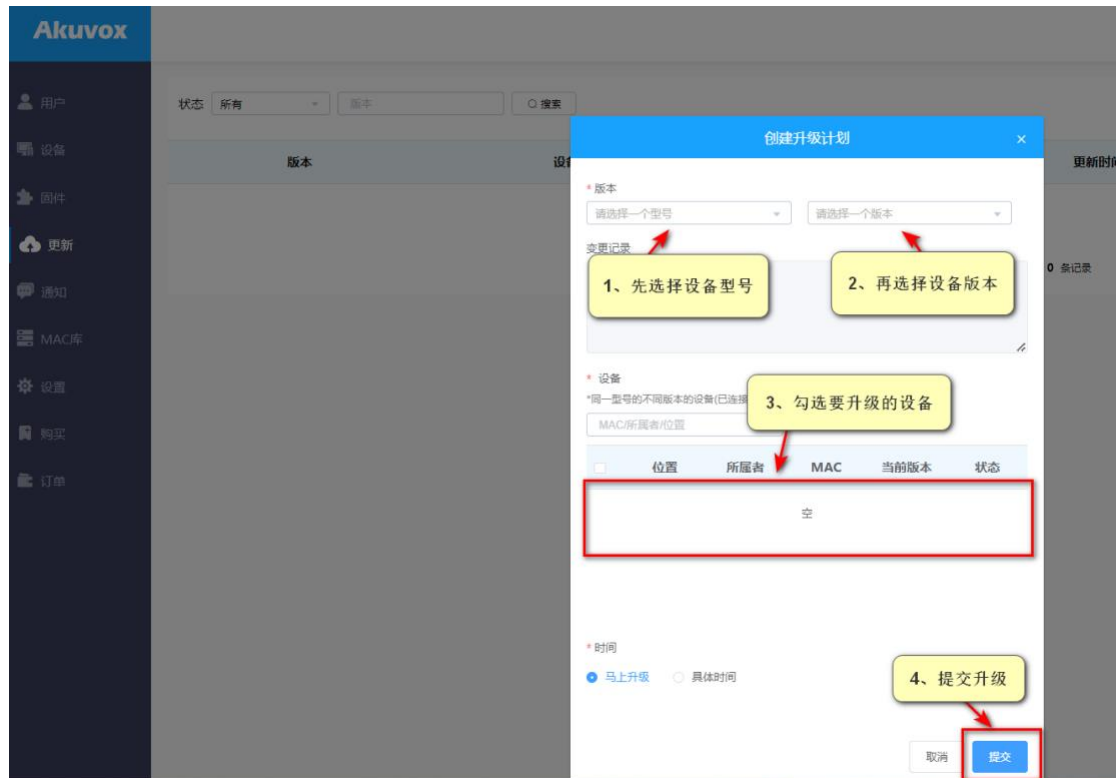 Akuvox
用户
设备
固件
更新
通知
MAC库
设置
购买
订单
状态 所有 版本 搜索
版本 设备 更新时间
0 条记录
创建升级计划 ×
* 版本
请选择一个型号 请选择一个版本
变更记录
1、先选择设备型号
2、再选择设备版本
* 设备
*同一型号的不同版本的设备(已连接
3、勾选要升级的设备
MAC/所属者/位置
位置 所属者 MAC 当前版本 状态
空
* 时间
马上升级 具体时间
4、提交升级
取消 提交